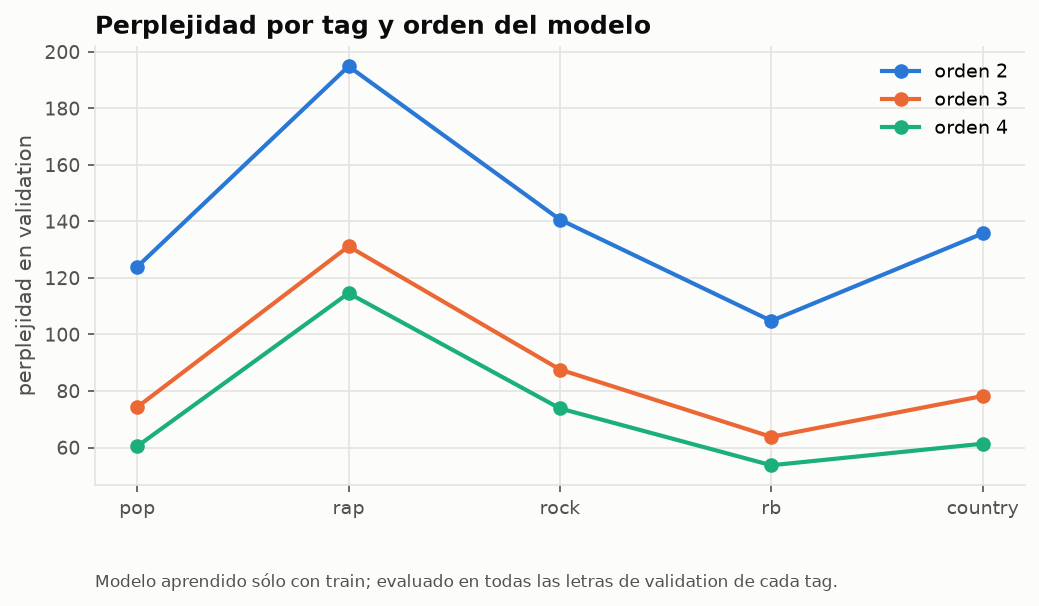 Perplejidad por tag y orden del modelo
perplejidad en validation
200
180
160
140
120
100
80
60
orden 2
orden 3
orden 4
pop
rap
rock
rb
country
Modelo aprendido sólo con train; evaluado en todas las letras de validation de cada tag.